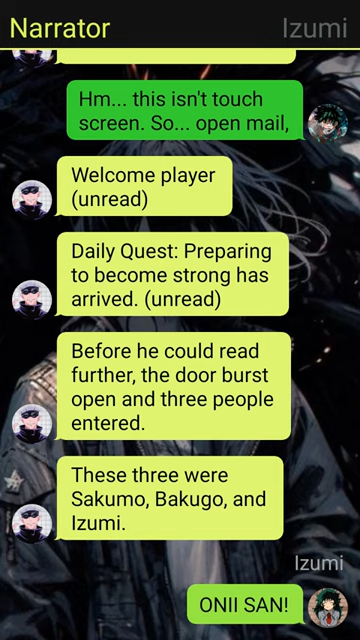 Narrator Izumi
Hm... this isn't touch
screen. So... open mail,
Welcome player
(unread)
Daily Quest: Preparing
to become strong has
arrived. (unread)
Before he could read
further, the door burst
open and three people
entered.
These three were
Sakumo, Bakugo, and
Izumi.
Izumi
ONII SAN!